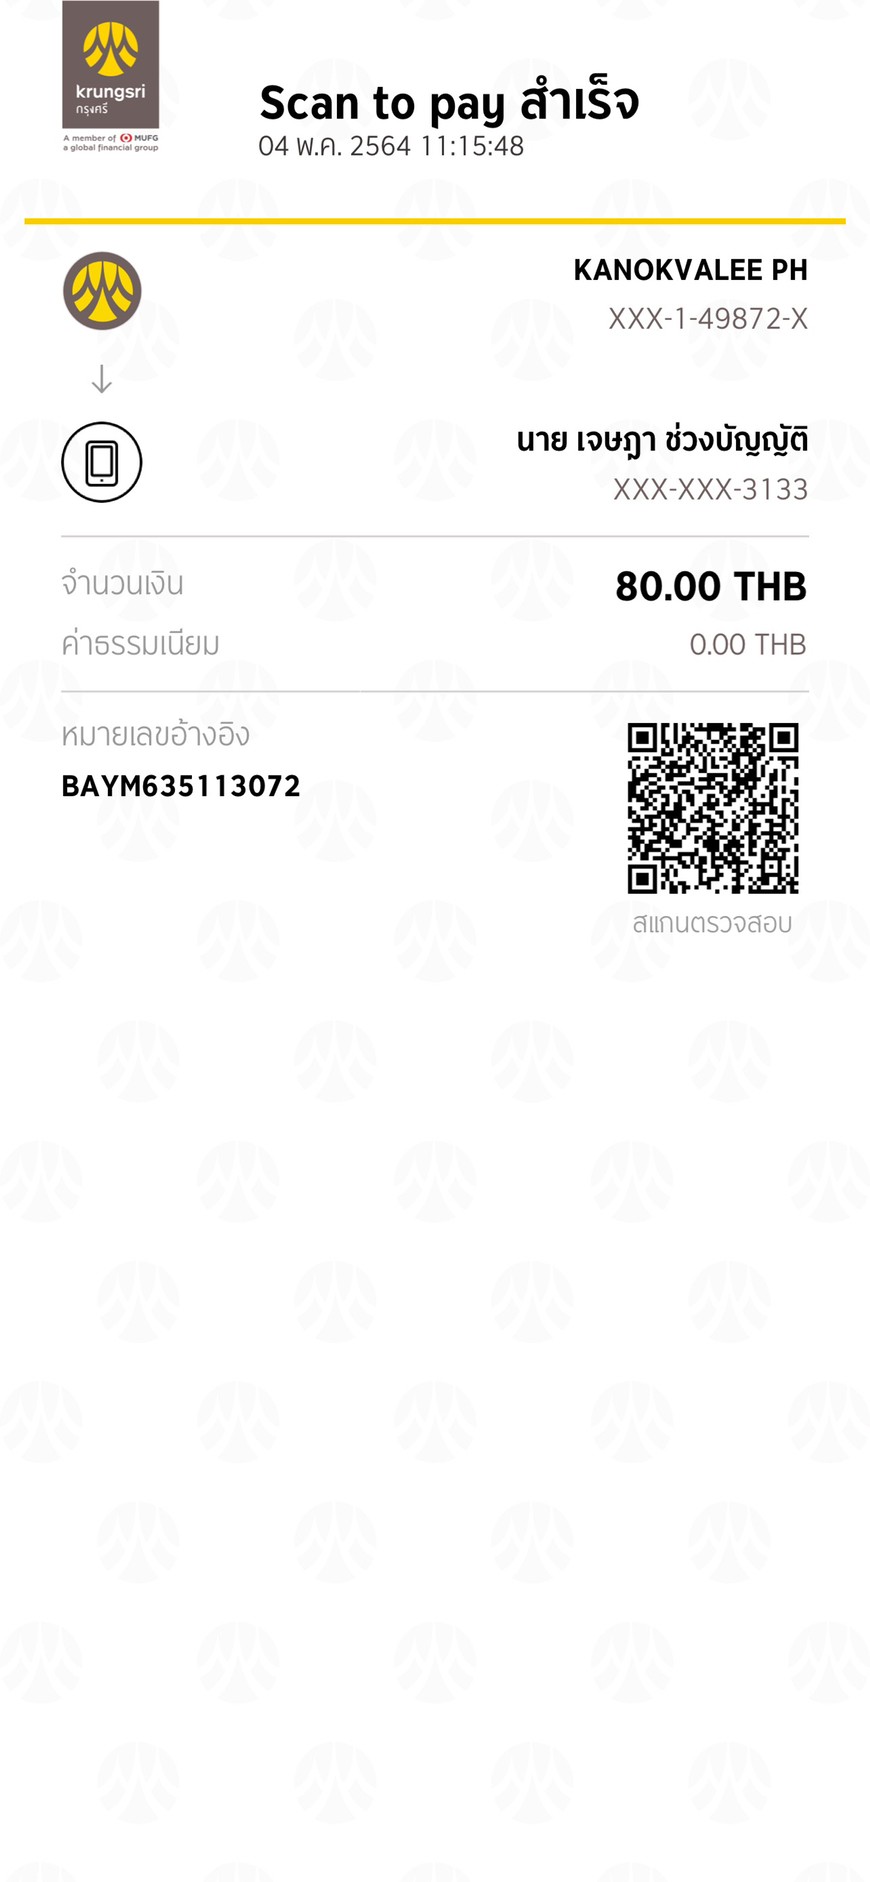 krungsri
กรุงศรี
A member of MUFG
a global financial group
Scan to pay สำเร็จ
04 พ.ค. 2564 11:15:48
KANOKVALEE PH
XXX-1-49872-X
นาย เจษฎา ช่วงบัญญัติ
XXX-XXX-3133
จำนวนเงิน
80.00 THB
ค่าธรรมเนียม
0.00 THB
หมายเลขอ้างอิง
BAYM635113072
สแกนตรวจสอบ